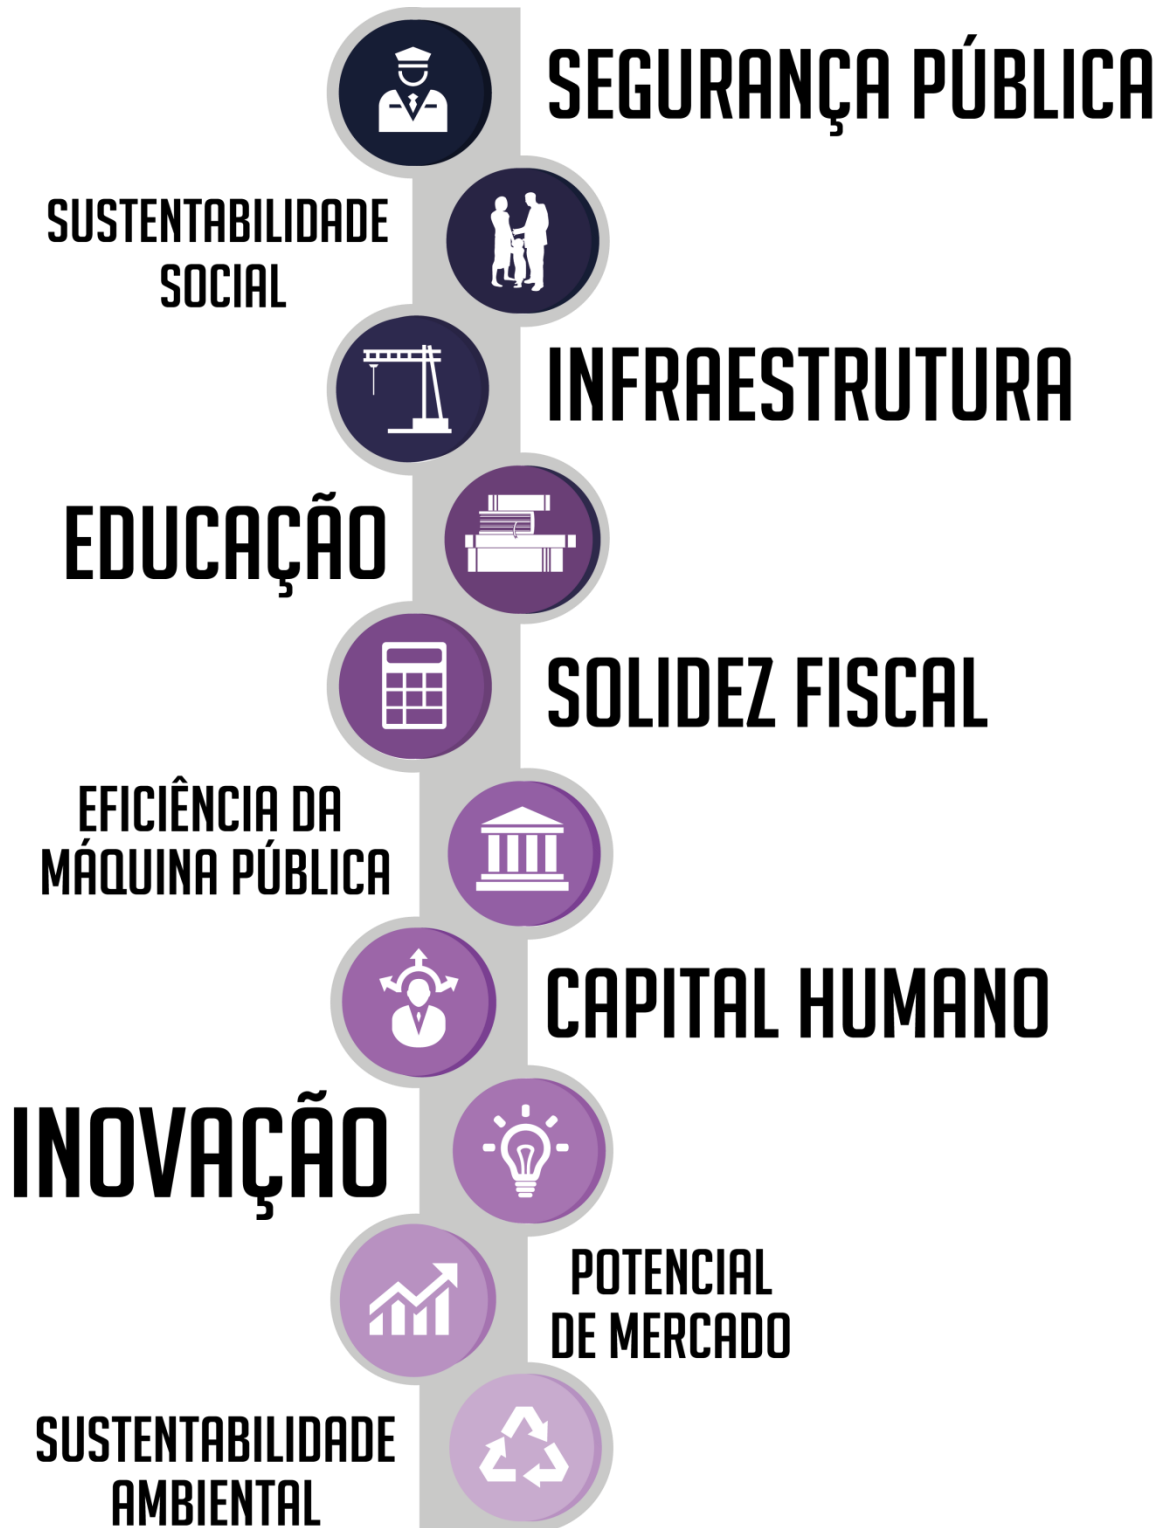 SEGURANÇA PÚBLICA
SUSTENTABILIDADE
SOCIAL
INFRAESTRUTURA
EDUCAÇÃO
SOLIDEZ FISCAL
EFICIÊNCIA DA
MÁQUINA PÚBLICA
CAPITAL HUMANO
INOVAÇÃO
POTENCIAL
DE MERCADO
SUSTENTABILIDADE
AMBIENTAL